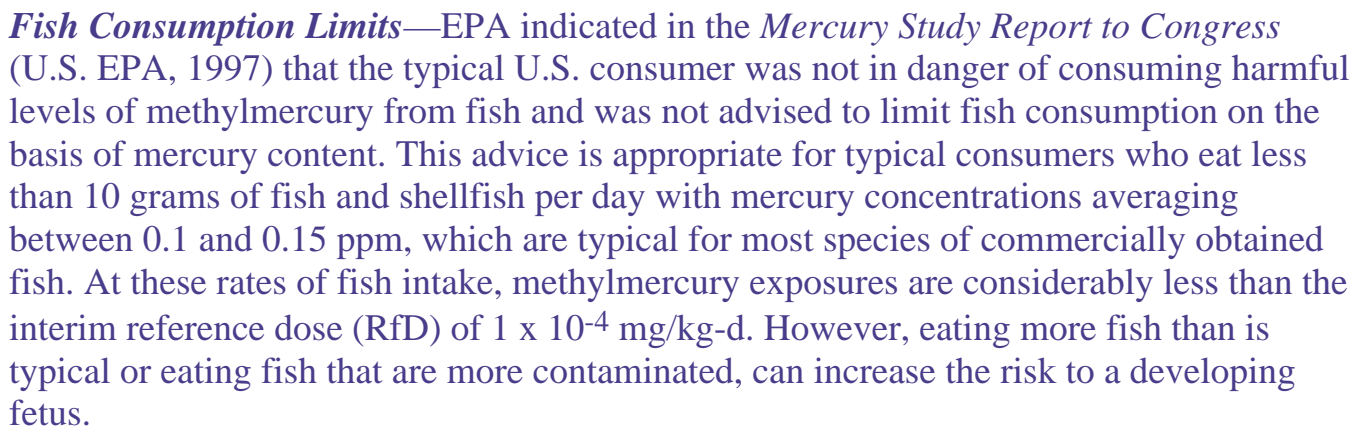 Fish Consumption Limits—EPA indicated in the Mercury Study Report to Congress
(U.S. EPA, 1997) that the typical U.S. consumer was not in danger of consuming harmful
levels of methylmercury from fish and was not advised to limit fish consumption on the
basis of mercury content. This advice is appropriate for typical consumers who eat less
than 10 grams of fish and shellfish per day with mercury concentrations averaging
between 0.1 and 0.15 ppm, which are typical for most species of commercially obtained
fish. At these rates of fish intake, methylmercury exposures are considerably less than the
interim reference dose (RfD) of 1 x 10-4 mg/kg-d. However, eating more fish than is
typical or eating fish that are more contaminated, can increase the risk to a developing
fetus.